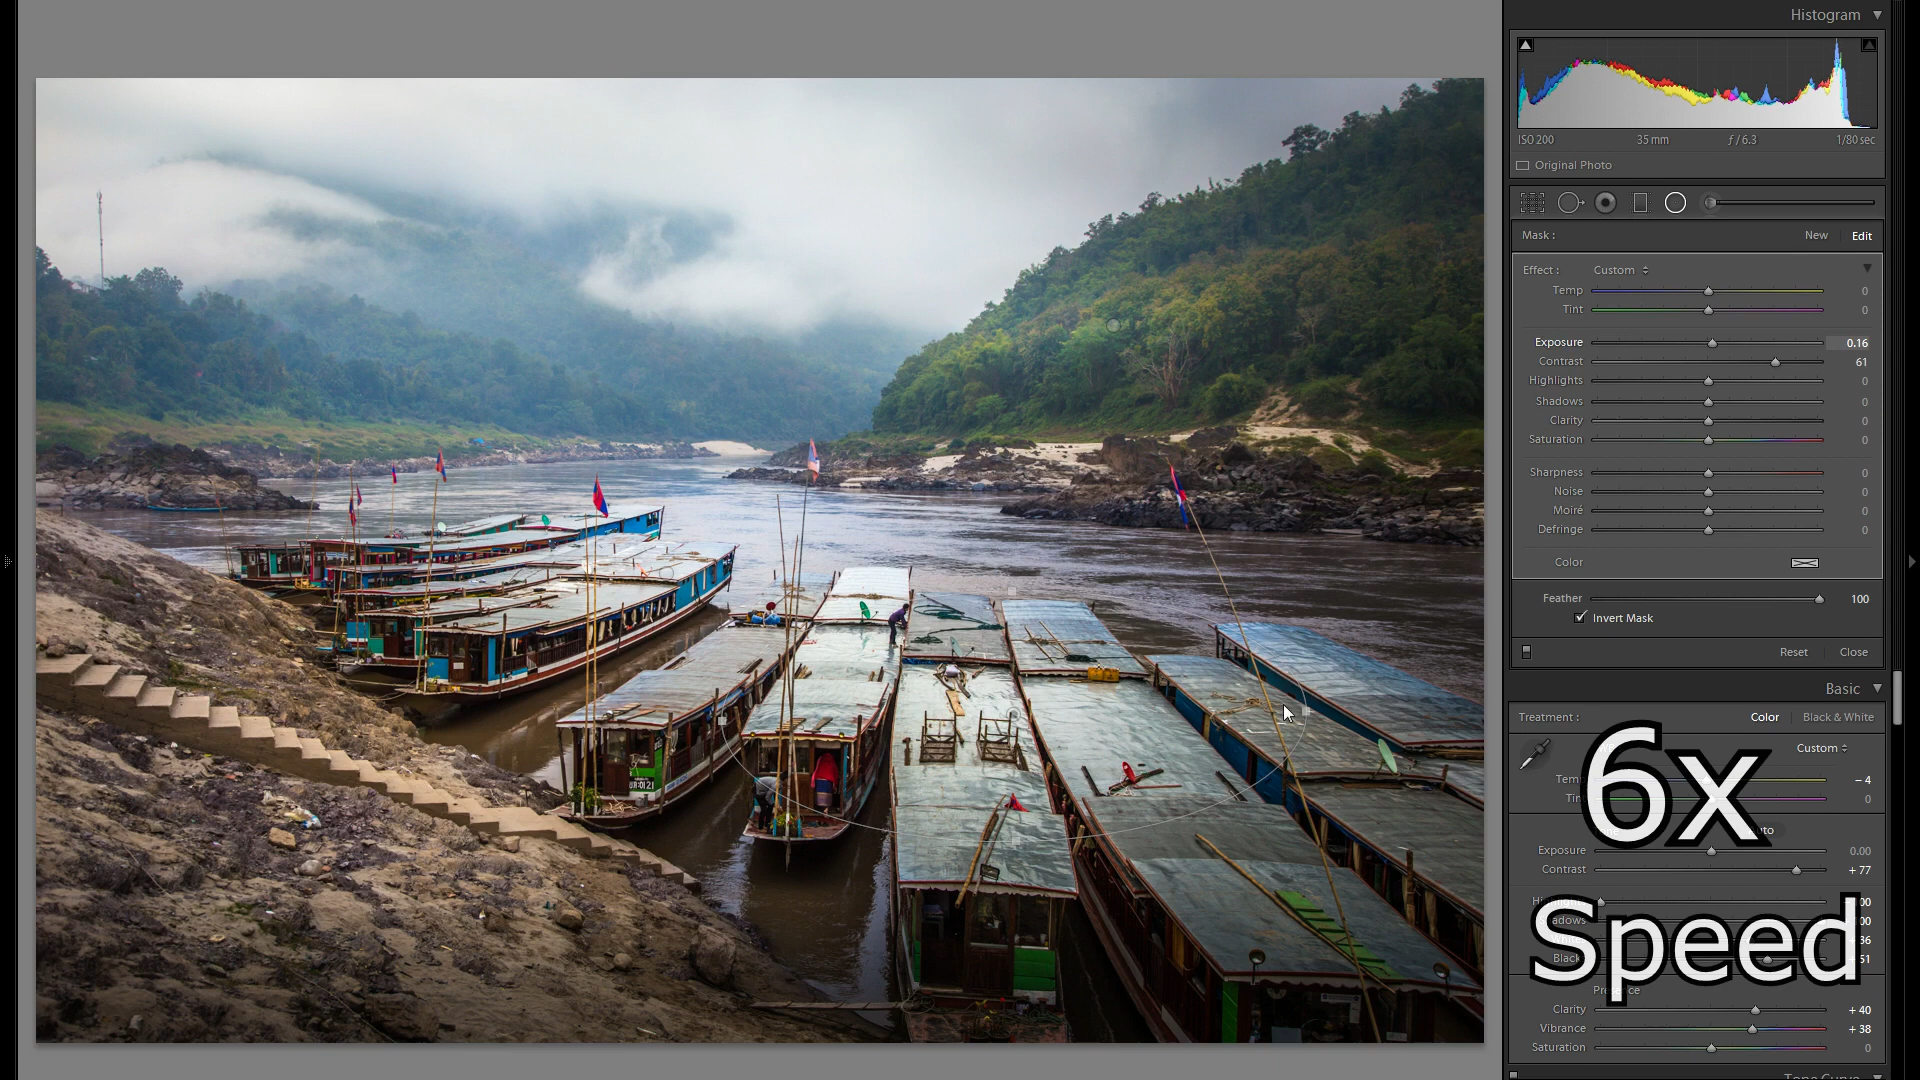 Histogram
ISO 200 35 mm ƒ / 6.3 1/80 sec
Original Photo
Mask : New Edit
Effect : Custom
Temp 0
Tint 0
Exposure 0.16
Contrast 61
Highlights 0
Shadows 0
Clarity 0
Saturation 0
Sharpness 0
Noise 0
Moiré 0
Defringe 0
Color
Feather 100
Invert Mask
Reset Close
Basic
Treatment : Color Black & White
Custom
Temp – 4
Tint 0
6x
Exposure 0.00
Contrast + 77
Speed
Clarity + 40
Vibrance + 38
Saturation 0